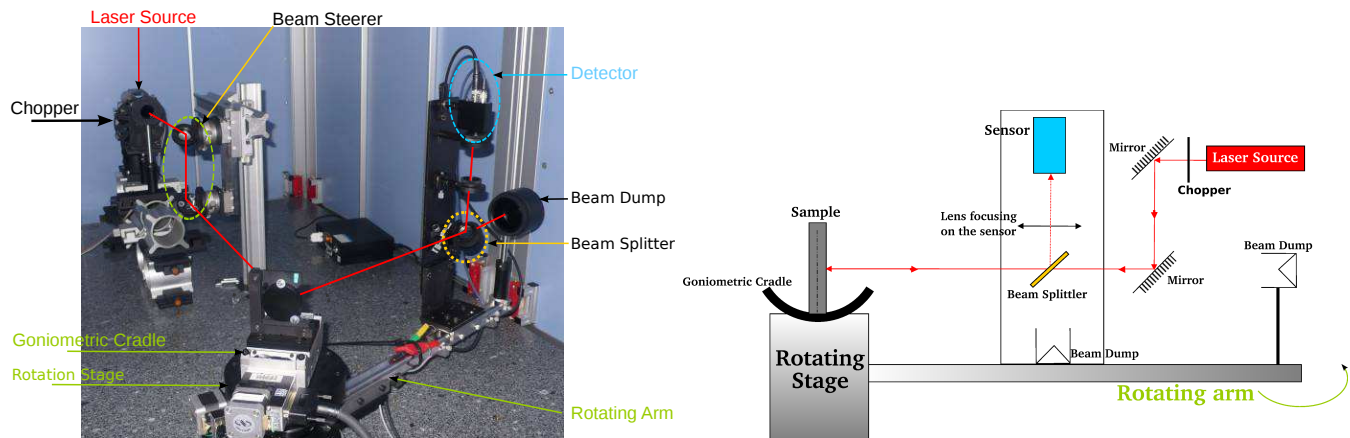 Laser Source
Beam Steerer
Chopper
Detector
Beam Dump
Beam Splitter
Goniometric Cradle
Rotation Stage
Rotating Arm
Sensor
Mirror
Laser Source
Chopper
Sample
Lens focusing
on the sensor
Beam Dump
Goniometric Cradle
Beam Splittler
Mirror
Rotating
Stage
Beam Dump
Rotating arm